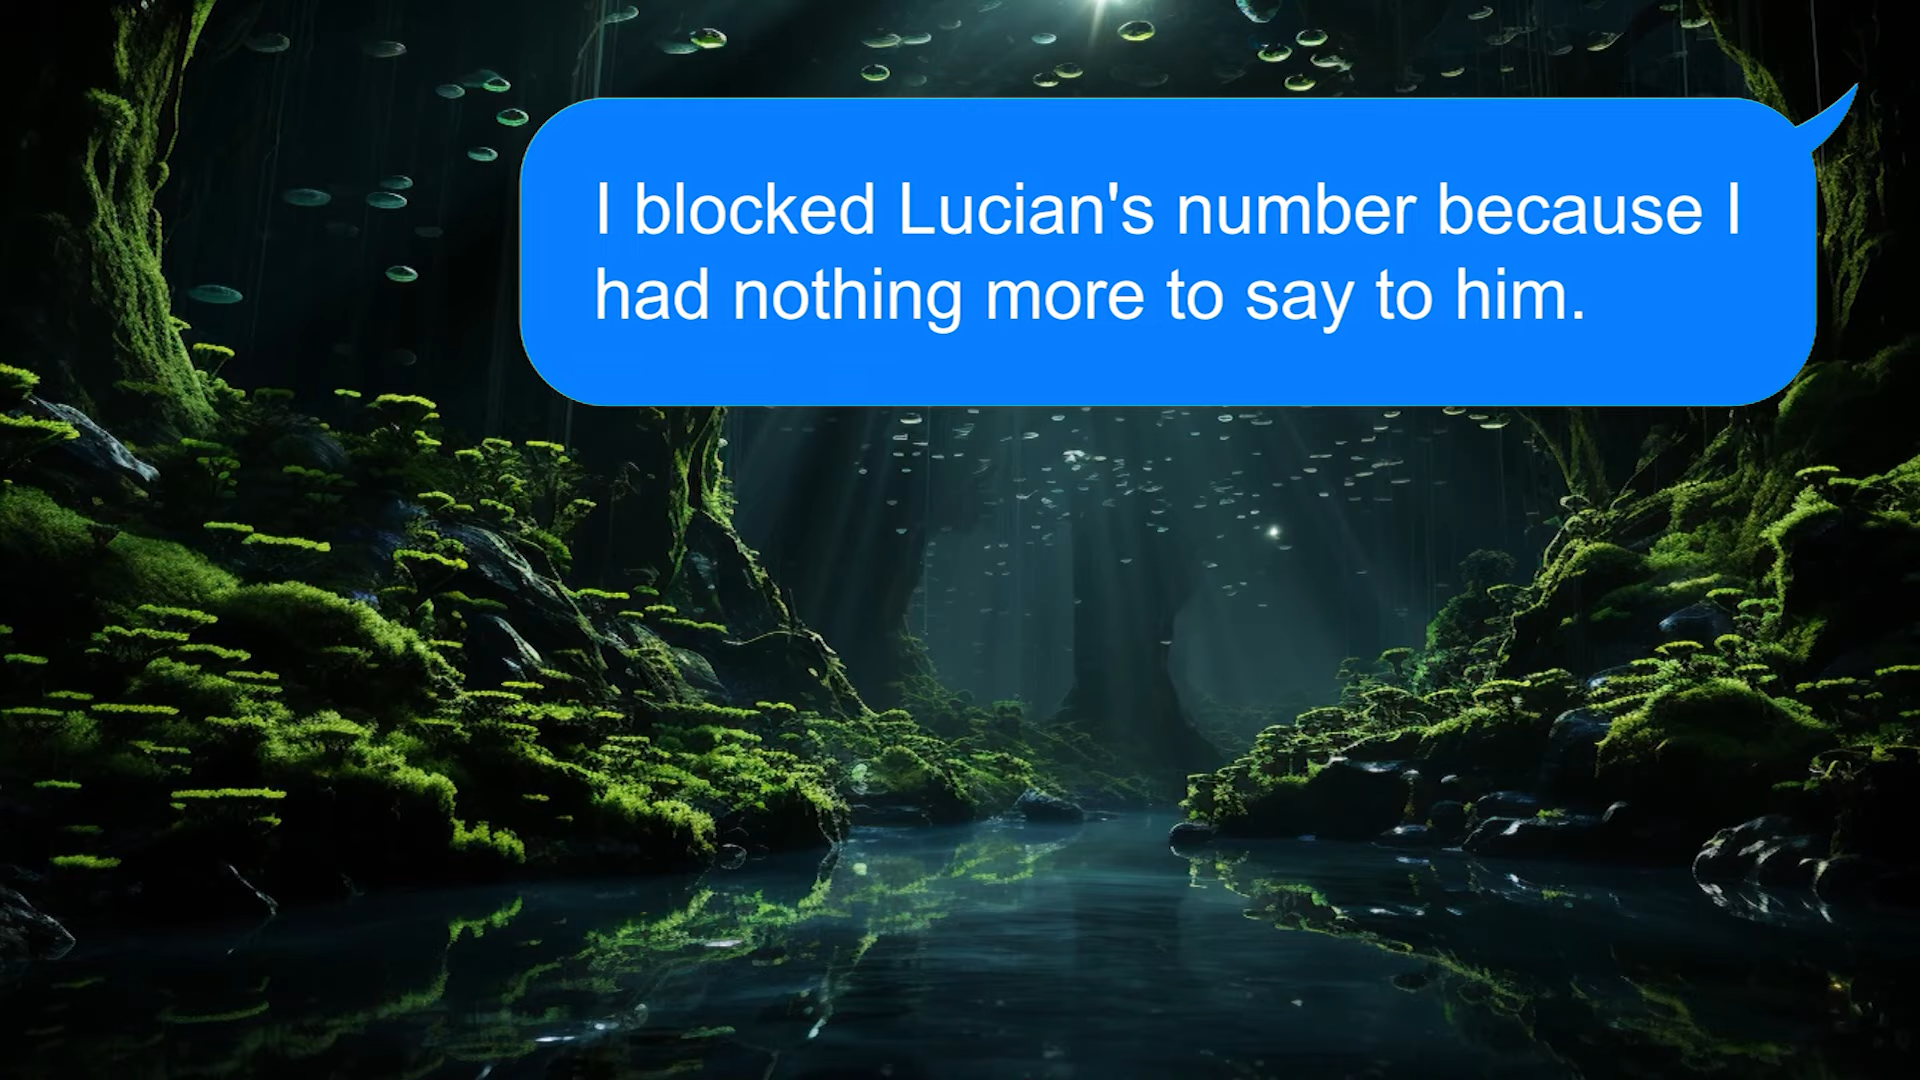 I blocked Lucian's number because I
had nothing more to say to him.